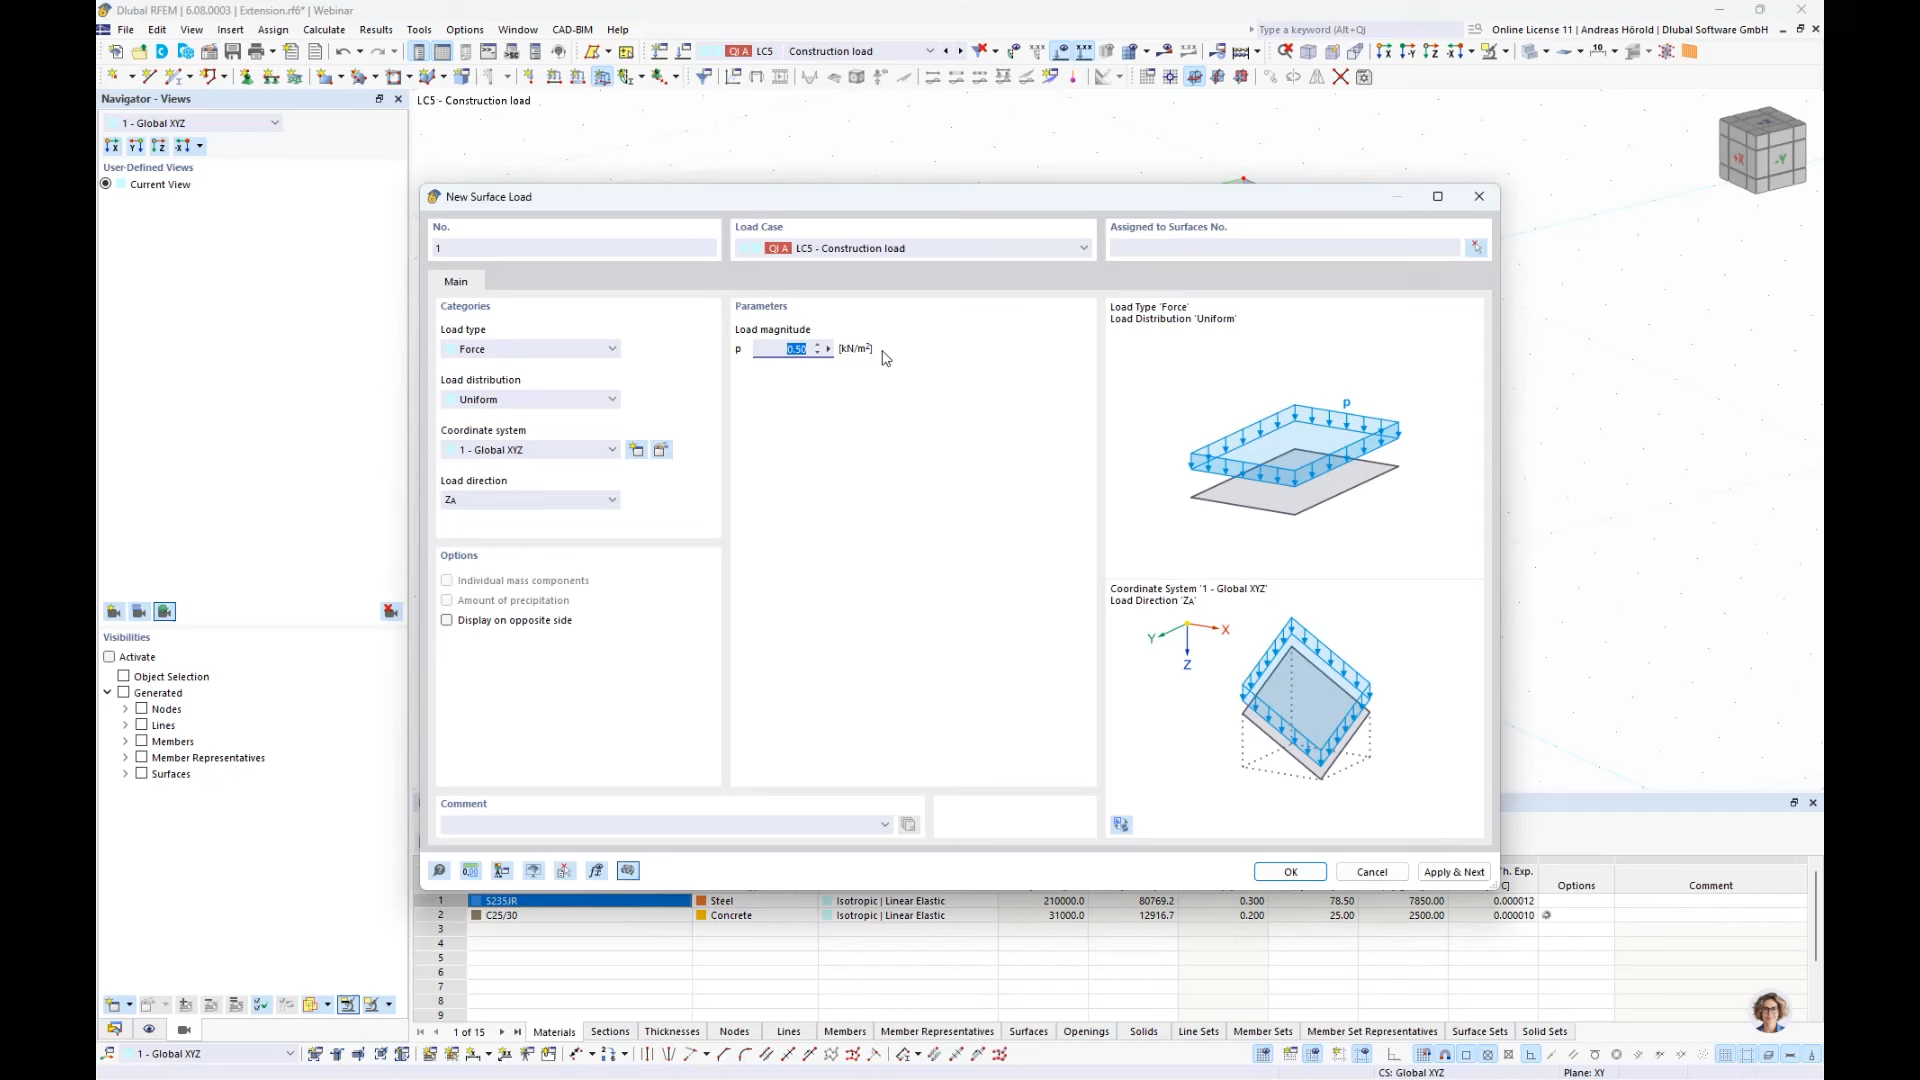 Dlubal RFEM | 6.08.0003 | Extension.rf6* | Webinar
File Edit View Insert Assign Calculate Results Tools Options Window CAD-BIM Help
Type a keyword (Alt+Q)
Online License 11 | Andreas Hörold | Dlubal Software GmbH
QI A LC5 Construction load
Navigator - Views
LC5 - Construction load
1 - Global XYZ
User-Defined Views
Current View
+X -Y
New Surface Load
No.
1
Load Case
QI A LC5 - Construction load
Assigned to Surfaces No.
Main
Categories
Load type
Force
Load distribution
Uniform
Coordinate system
1 - Global XYZ
Load direction
ZA
Options
Individual mass components
Amount of precipitation
Display on opposite side
Parameters
Load magnitude
p 0.50 [kN/m²]
Load Type 'Force'
Load Distribution 'Uniform'
p
Coordinate System '1 - Global XYZ'
Load Direction 'ZA'
X
Y
Z
Comment
OK Cancel Apply & Next
Visibilities
Activate
Object Selection
Generated
Nodes
Lines
Members
Member Representatives
Surfaces
Th. Exp.
Options Comment
1 S235JR Steel Isotropic | Linear Elastic 210000.0 80769.2 0.300 78.50 7850.00 0.000012
2 C25/30 Concrete Isotropic | Linear Elastic 31000.0 12916.7 0.200 25.00 2500.00 0.000010
3
4
5
6
7
8
9
1 of 15 Materials Sections Thicknesses Nodes Lines Members Member Representatives Surfaces Openings Solids Line Sets Member Sets Member Set Representatives Surface Sets Solid Sets
1 - Global XYZ
CS: Global XYZ Plane: XY